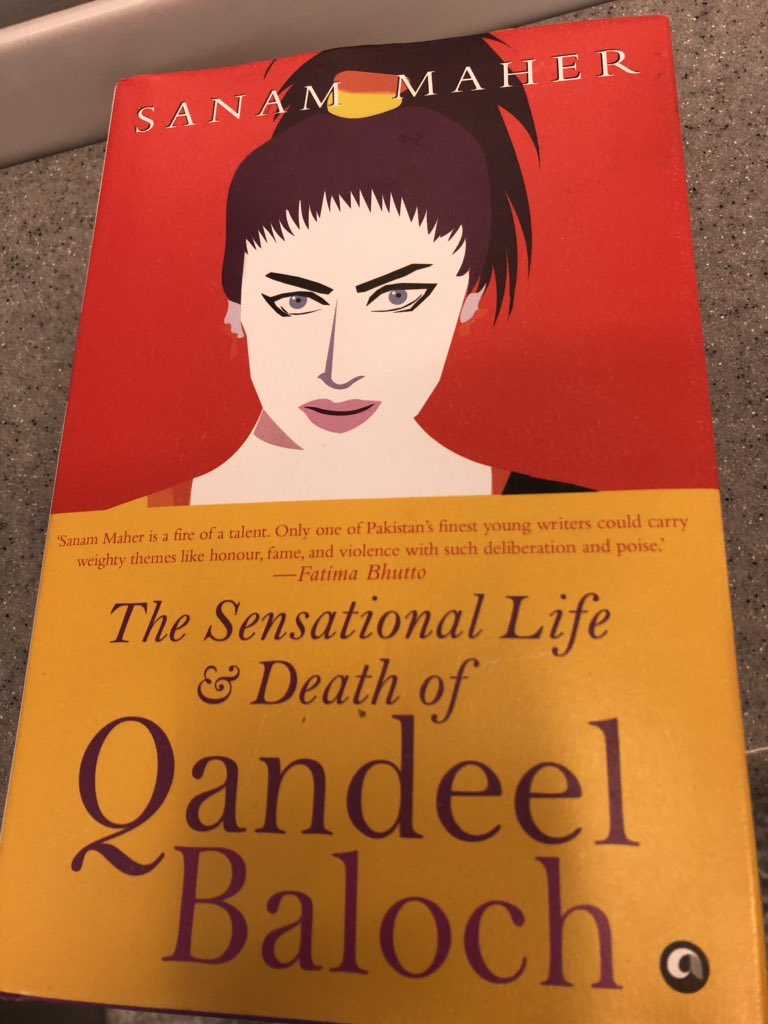 SANAM MAHER
‘Sanam Maher is a fire of a talent. Only one of Pakistan’s finest young writers could carry
weighty themes like honour, fame, and violence with such deliberation and poise.’
—Fatima Bhutto
The Sensational Life
& Death of
Qandeel
Baloch